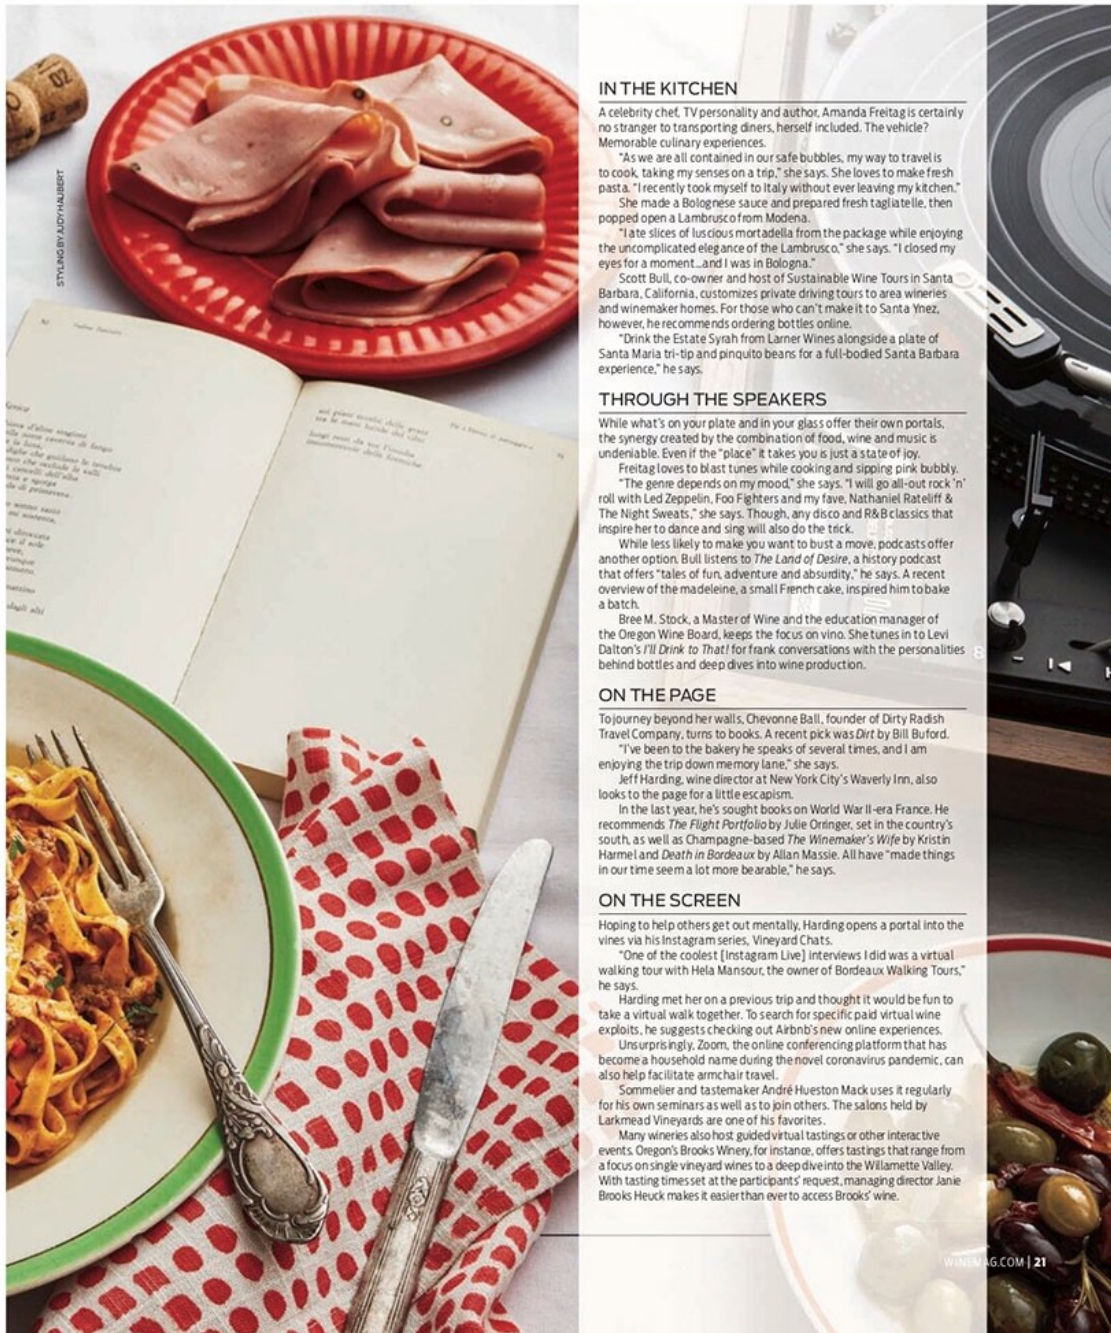 02
STYLING BY JUDY HAUBERT
IN THE KITCHEN
A celebrity chef, TV personality and author, Amanda Freitag is certainly
no stranger to transporting diners, herself included. The vehicle?
Memorable culinary experiences.
"As we are all contained in our safe bubbles, my way to travel is
to cook, taking my senses on a trip," she says. She loves to make fresh
pasta. "I recently took myself to Italy without ever leaving my kitchen."
She made a Bolognese sauce and prepared fresh tagliatelle, then
popped open a Lambrusco from Modena.
"I ate slices of luscious mortadella from the package while enjoying
the uncomplicated elegance of the Lambrusco," she says. "I closed my
eyes for a moment…and I was in Bologna."
Scott Bull, co-owner and host of Sustainable Wine Tours in Santa
Barbara, California, customizes private driving tours to area wineries
and winemaker homes. For those who can't make it to Santa Ynez,
however, he recommends ordering bottles online.
"Drink the Estate Syrah from Larner Wines alongside a plate of
Santa Maria tri-tip and pinquito beans for a full-bodied Santa Barbara
experience," he says.
THROUGH THE SPEAKERS
While what's on your plate and in your glass offer their own portals,
the synergy created by the combination of food, wine and music is
undeniable. Even if the "place" it takes you is just a state of joy.
Freitag loves to blast tunes while cooking and sipping pink bubbly.
"The genre depends on my mood," she says. "I will go all-out rock 'n'
roll with Led Zeppelin, Foo Fighters and my fave, Nathaniel Rateliff &
The Night Sweats," she says. Though, any disco and R&B classics that
inspire her to dance and sing will also do the trick.
While less likely to make you want to bust a move, podcasts offer
another option. Bull listens to The Land of Desire, a history podcast
that offers "tales of fun, adventure and absurdity," he says. A recent
overview of the madeleine, a small French cake, inspired him to bake
a batch.
Bree M. Stock, a Master of Wine and the education manager of
the Oregon Wine Board, keeps the focus on vino. She tunes in to Levi
Dalton's I'll Drink to That! for frank conversations with the personalities
behind bottles and deep dives into wine production.
ON THE PAGE
To journey beyond her walls, Chevonne Ball, founder of Dirty Radish
Travel Company, turns to books. A recent pick was Dirt by Bill Buford.
"I've been to the bakery he speaks of several times, and I am
enjoying the trip down memory lane," she says.
Jeff Harding, wine director at New York City's Waverly Inn, also
looks to the page for a little escapism.
In the last year, he's sought books on World War II-era France. He
recommends The Flight Portfolio by Julie Orringer, set in the country's
south, as well as Champagne-based The Winemaker's Wife by Kristin
Harmel and Death in Bordeaux by Allan Massie. All have "made things
in our time seem a lot more bearable," he says.
ON THE SCREEN
Hoping to help others get out mentally, Harding opens a portal into the
vines via his Instagram series, Vineyard Chats.
"One of the coolest [Instagram Live] interviews I did was a virtual
walking tour with Hela Mansour, the owner of Bordeaux Walking Tours,"
he says.
Harding met her on a previous trip and thought it would be fun to
take a virtual walk together. To search for specific paid virtual wine
exploits, he suggests checking out Airbnb's new online experiences.
Unsurprisingly, Zoom, the online conferencing platform that has
become a household name during the novel coronavirus pandemic, can
also help facilitate armchair travel.
Sommelier and tastemaker André Hueston Mack uses it regularly
for his own seminars as well as to join others. The salons held by
Larkmead Vineyards are one of his favorites.
Many wineries also host guided virtual tastings or other interactive
events. Oregon's Brooks Winery, for instance, offers tastings that range from
a focus on single vineyard wines to a deep dive into the Willamette Valley.
With tasting times set at the participants' request, managing director Janie
Brooks Heuck makes it easier than ever to access Brooks' wine.
WINEMAG.COM | 21